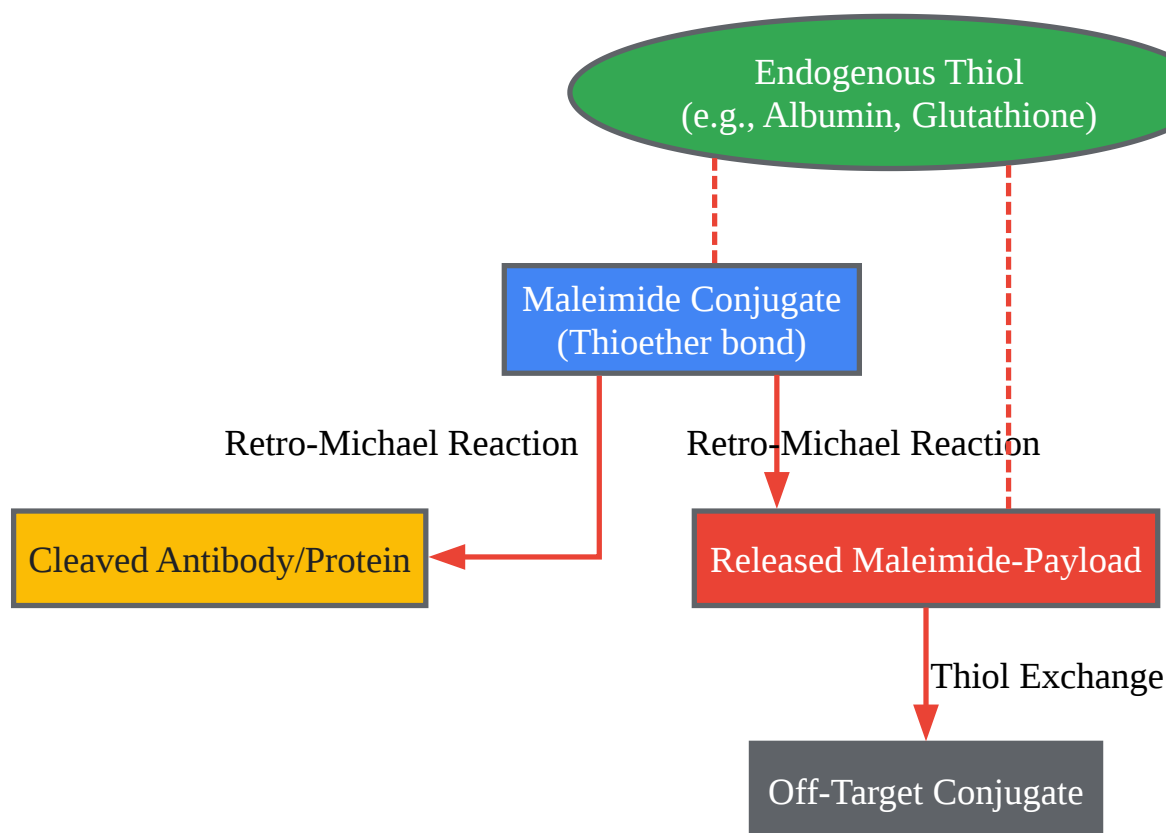 Endogenous Thiol
(e.g., Albumin, Glutathione)
Maleimide Conjugate
(Thioether bond)
Retro-Michael Reaction
Retro-Michael Reaction
Cleaved Antibody/Protein
Released Maleimide-Payload
Thiol Exchange
Off-Target Conjugate